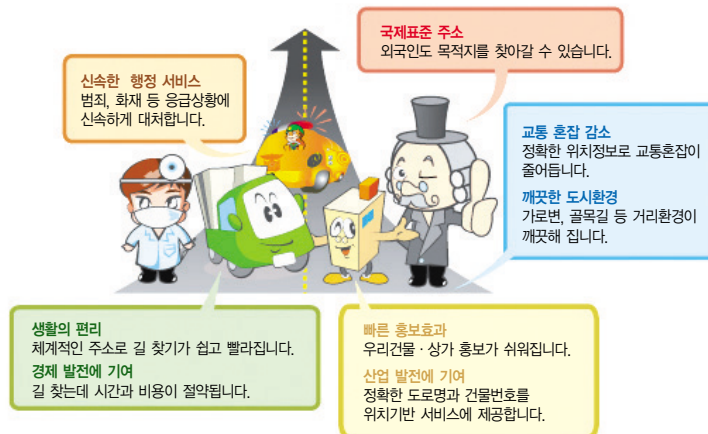 국제표준 주소
외국인도 목적지를 찾아갈 수 있습니다.
신속한 행정 서비스
범죄, 화재 등 응급상황에
신속하게 대처합니다.
교통 혼잡 감소
정확한 위치정보로 교통혼잡이
줄어듭니다.
깨끗한 도시환경
가로변, 골목길 등 거리환경이
깨끗해 집니다.
생활의 편리
체계적인 주소로 길 찾기가 쉽고 빨라집니다.
경제 발전에 기여
길 찾는데 시간과 비용이 절약됩니다.
빠른 홍보효과
우리건물 · 상가 홍보가 쉬워집니다.
산업 발전에 기여
정확한 도로명과 건물번호를
위치기반 서비스에 제공합니다.